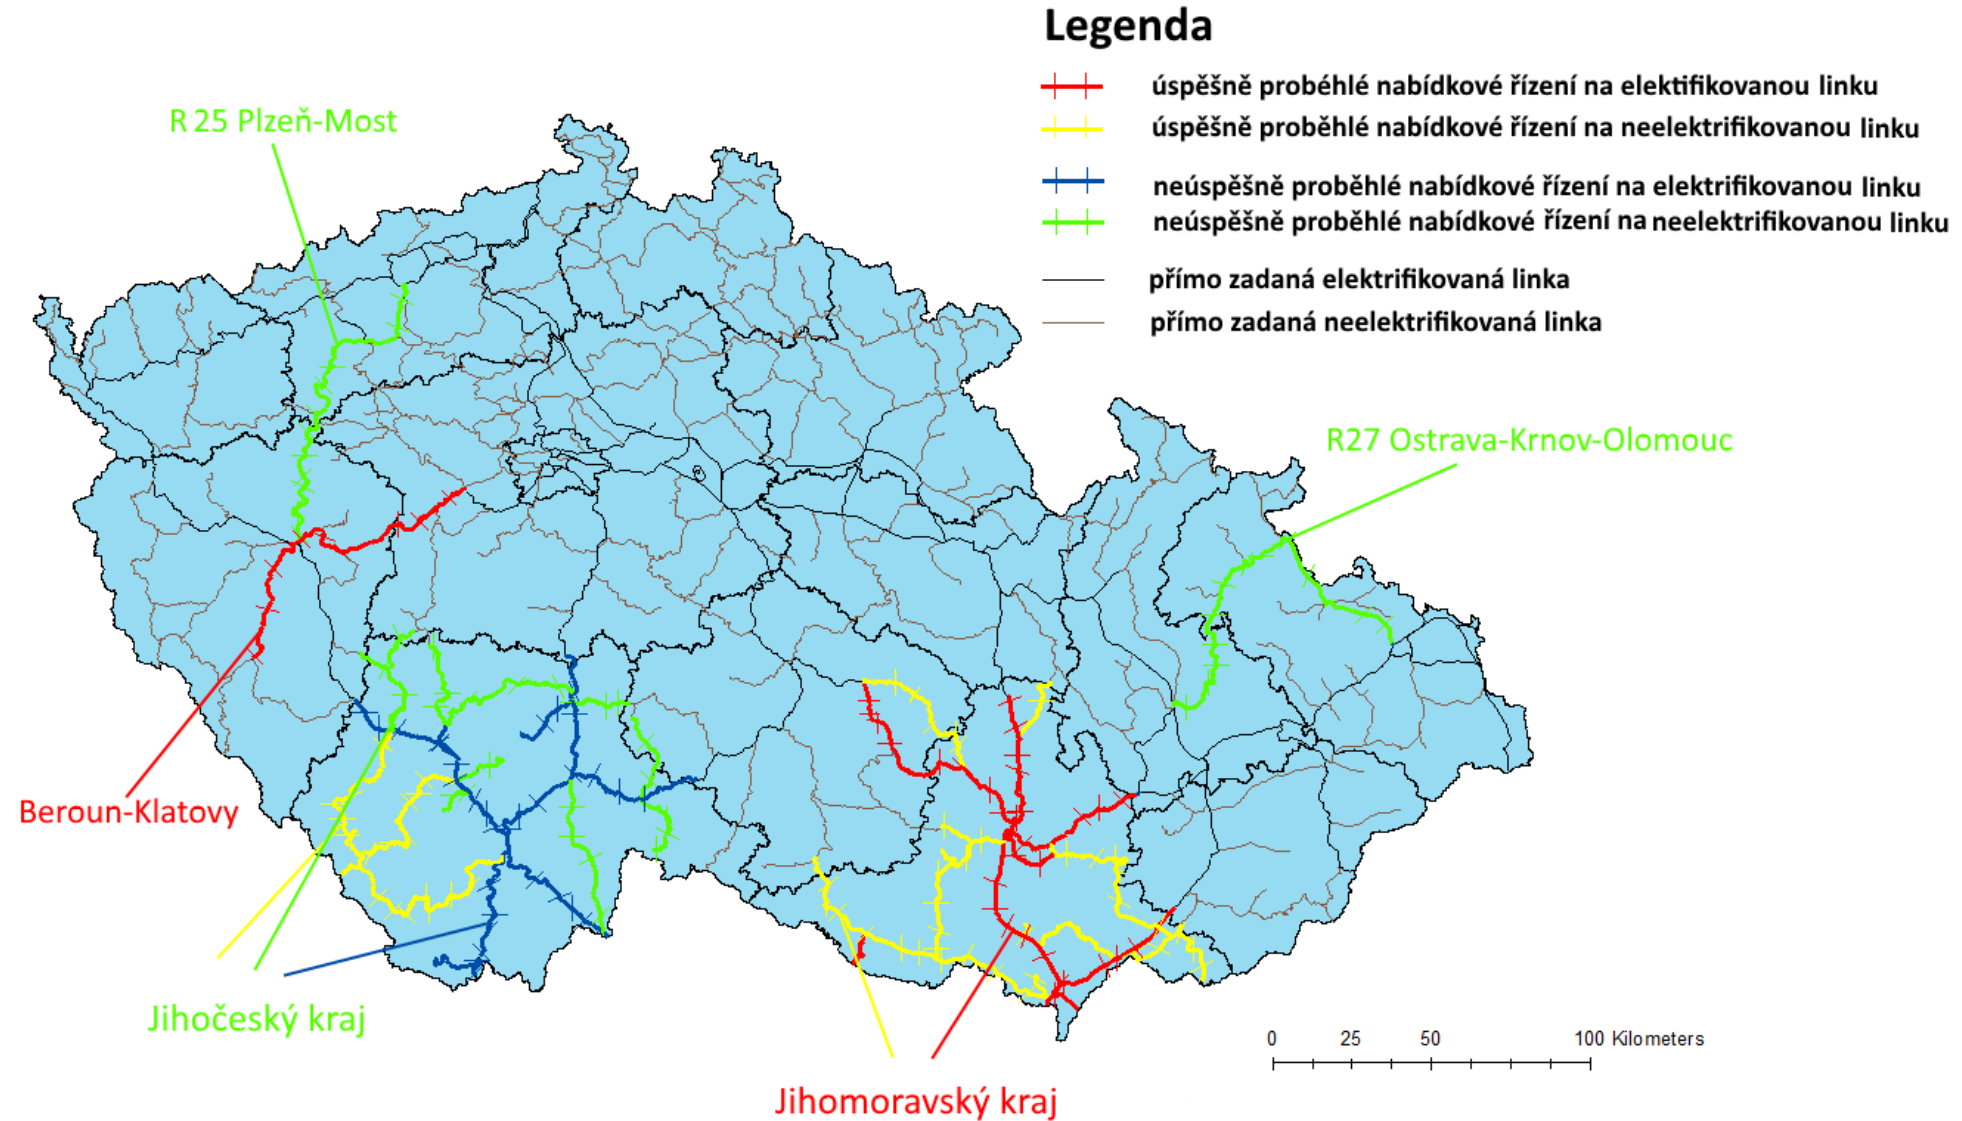 Legenda
úspěšně probéhlé nabídkové řízení na elektifikovanou linku
úspěšně proběhlé nabídkové řízení na neelektrifikovanou linku
neúspěšně proběhlé nabídkové řízení na elektrifikovanou linku
neúspěšně proběhlé nabídkové řízení na neelektrifikovanou linku
přímo zadaná elektrifikovaná linka
přímo zadaná neelektrifikovaná linka
R 25 Plzeň-Most
R27 Ostrava-Krnov-Olomouc
Beroun-Klatovy
Jihočeský kraj
Jihomoravský kraj
0 25 50 100 Kilometers